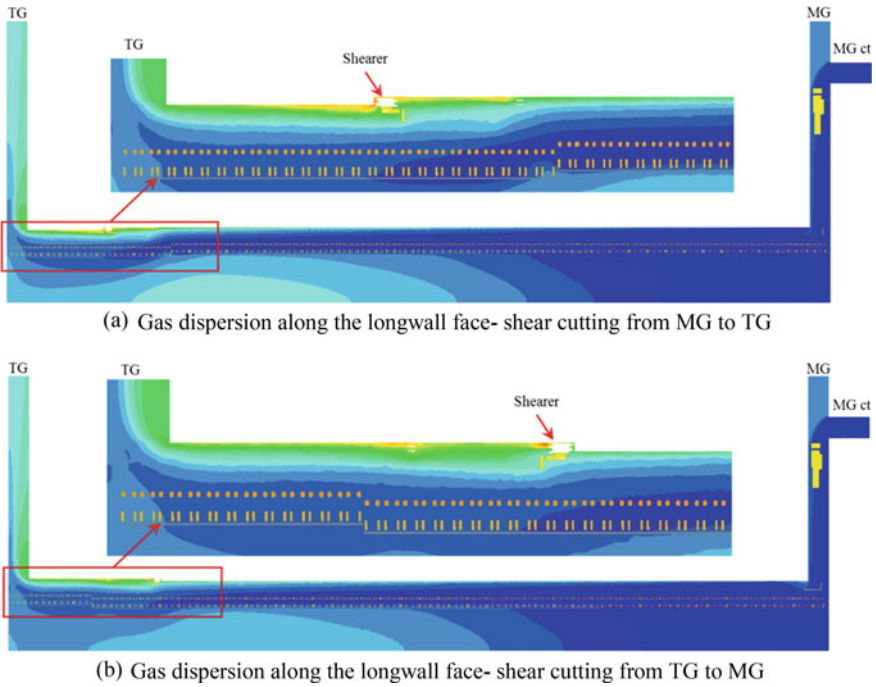 TG
MG
TG
MG ct
Shearer
(a) Gas dispersion along the longwall face- shear cutting from MG to TG
TG
MG
TG
MG ct
Shearer
(b) Gas dispersion along the longwall face- shear cutting from TG to MG